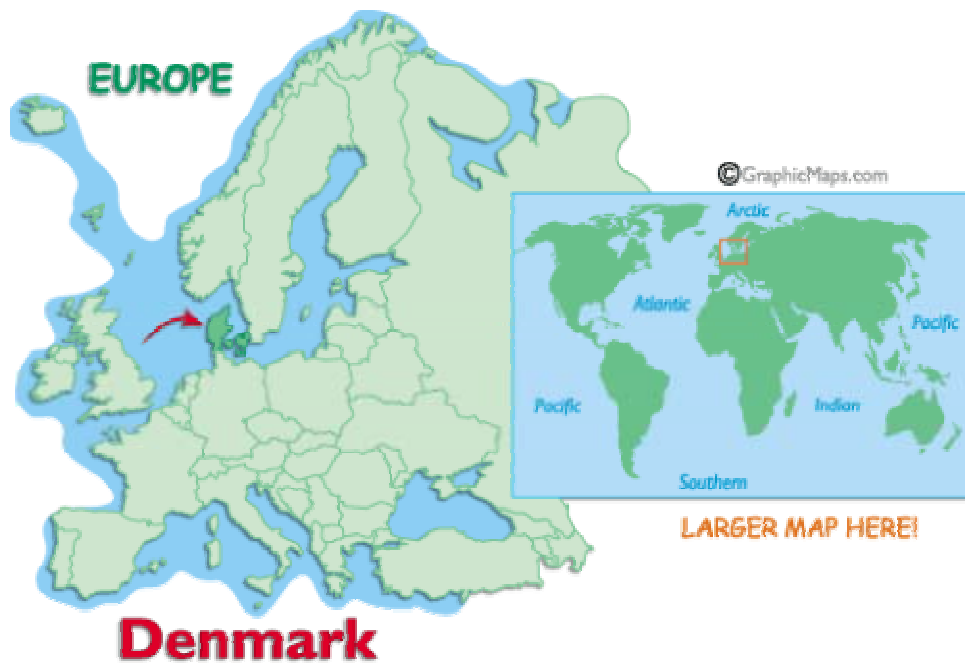 EUROPE
©GraphicMaps.com
Arctic
Atlantic
Pacific
Pacific
Indian
Southern
LARGER MAP HERE!
Denmark